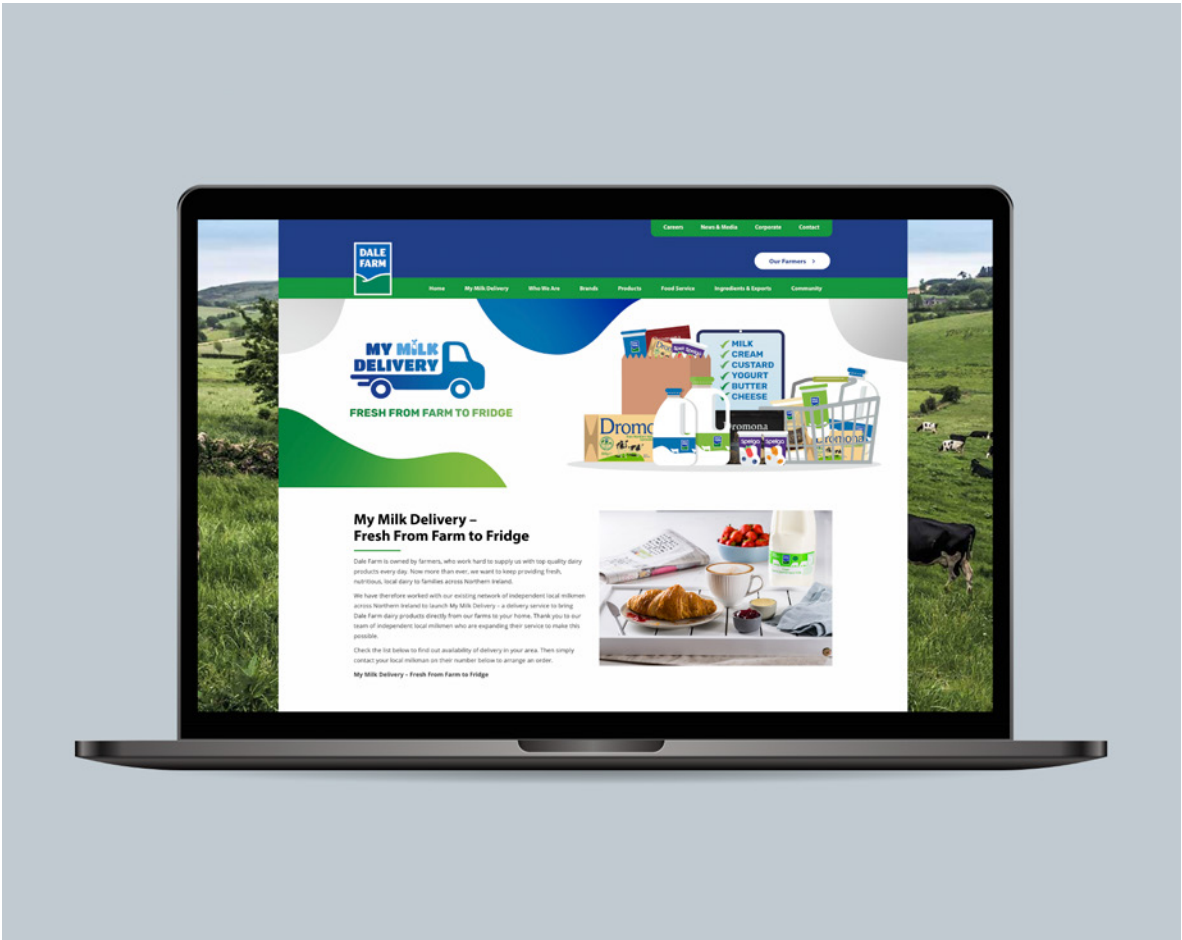 Careers News & Media Corporate Contact
DALE
FARM
Our Farmers >
Home My Milk Delivery Who We Are Brands Products Food Service Ingredients & Exports Community
MY MILK
DELIVERY
FRESH FROM FARM TO FRIDGE
MILK
CREAM
CUSTARD
YOGURT
BUTTER
CHEESE
Dromo
Dromona
spelga
spelga
Dromona
My Milk Delivery –
Fresh From Farm to Fridge
Dale Farm is owned by farmers, who work hard to supply us with top quality dairy
products every day. Now more than ever, we want to keep providing fresh,
nutritious, local dairy to families across Northern Ireland.
We have therefore worked with our existing network of independent local milkmen
across Northern Ireland to launch My Milk Delivery – a delivery service to bring
Dale Farm dairy products directly from our farms to your home. Thank you to our
team of independent local milkmen who are expanding their service to make this
possible.
Check the list below to find out availability of delivery in your area. Then simply
contact your local milkman on their number below to arrange an order.
My Milk Delivery – Fresh From Farm to Fridge